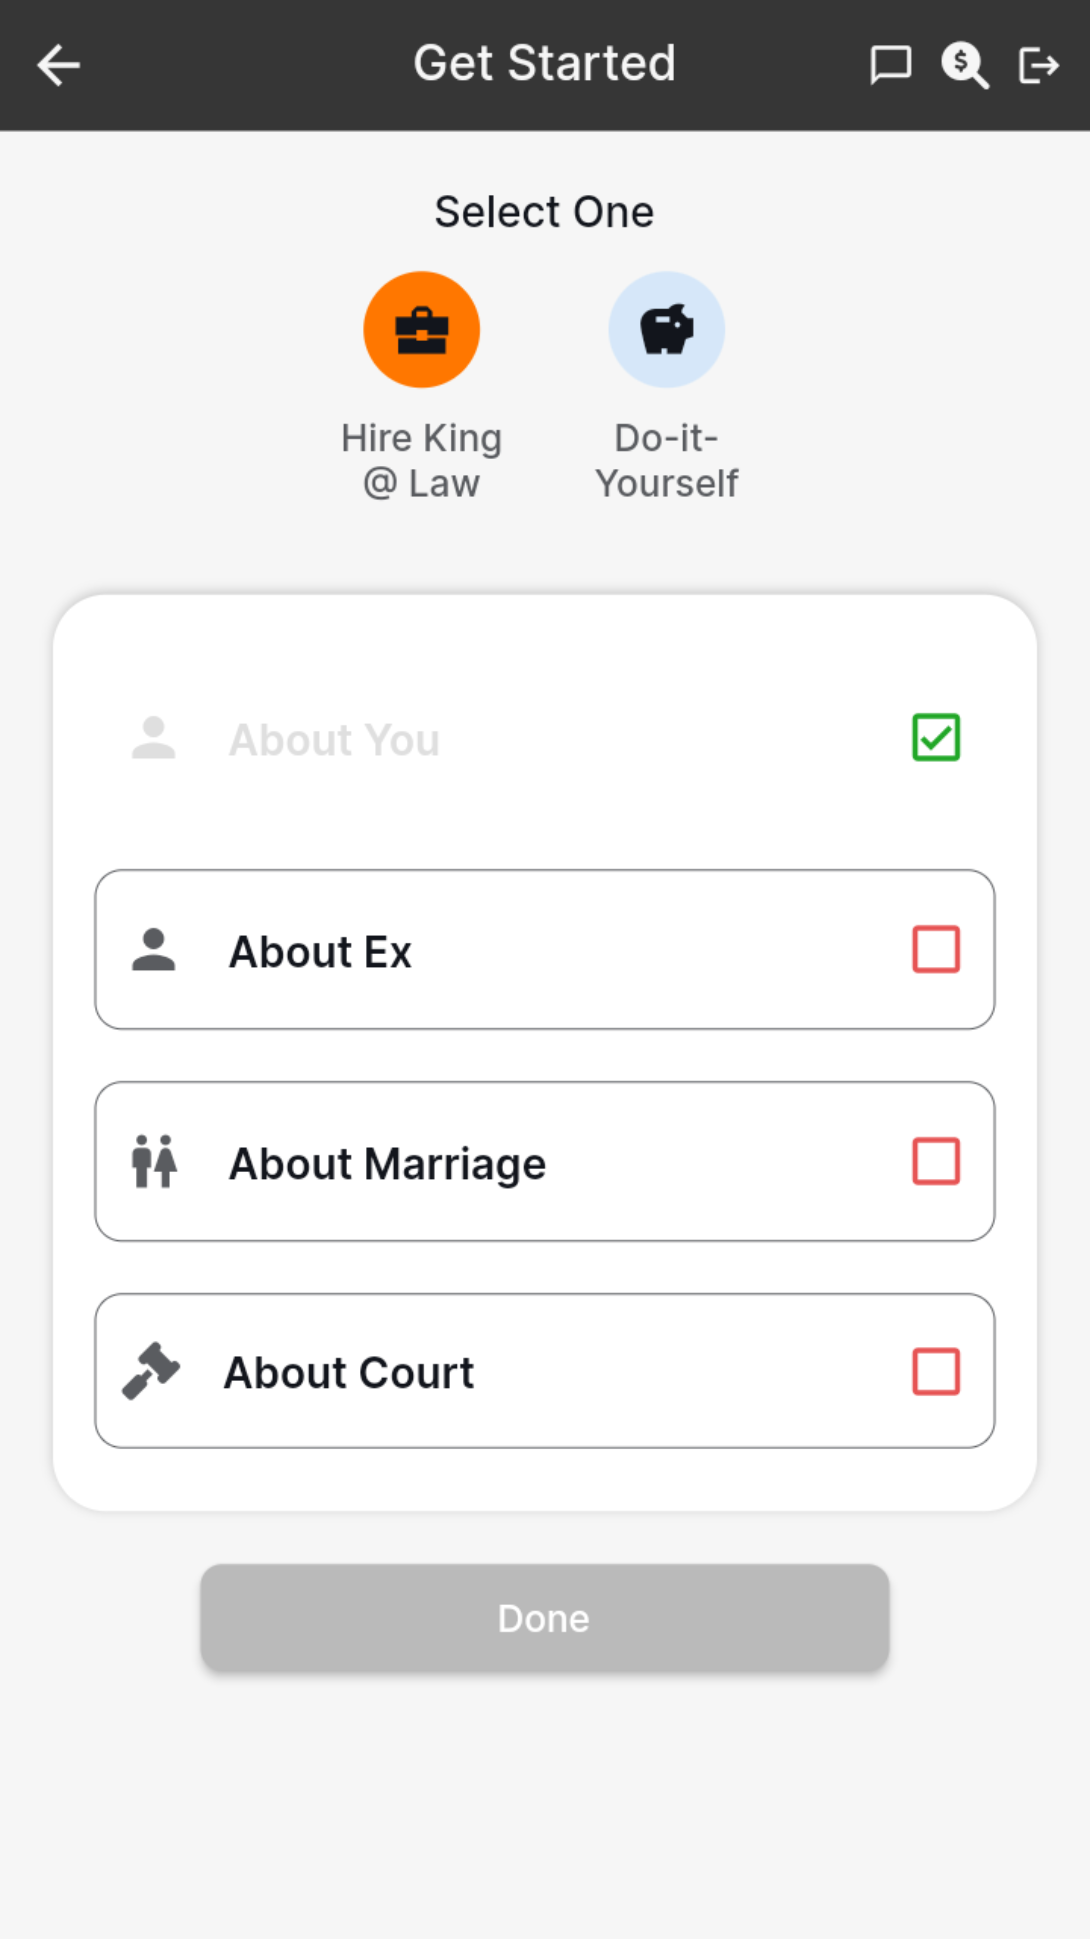 Get Started
$
Select One
Hire King
@ Law
Do-it-
Yourself
About You
About Ex
About Marriage
About Court
Done